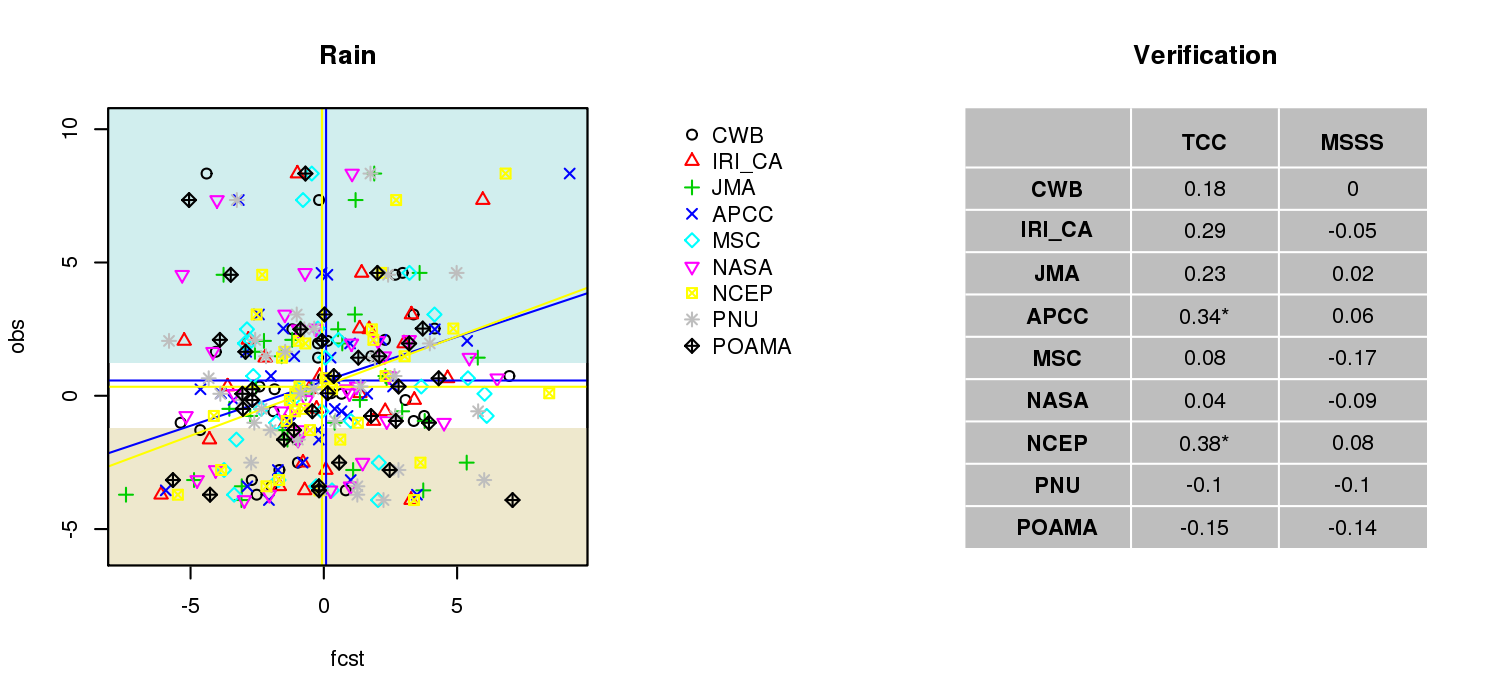 Rain
10
5
0
-5
obs
-5 0 5
fcst
CWB
IRI_CA
JMA
APCC
MSC
NASA
NCEP
PNU
POAMA
Verification
TCC MSSS
CWB 0.18 0
IRI_CA 0.29 -0.05
JMA 0.23 0.02
APCC 0.34* 0.06
MSC 0.08 -0.17
NASA 0.04 -0.09
NCEP 0.38* 0.08
PNU -0.1 -0.1
POAMA -0.15 -0.14